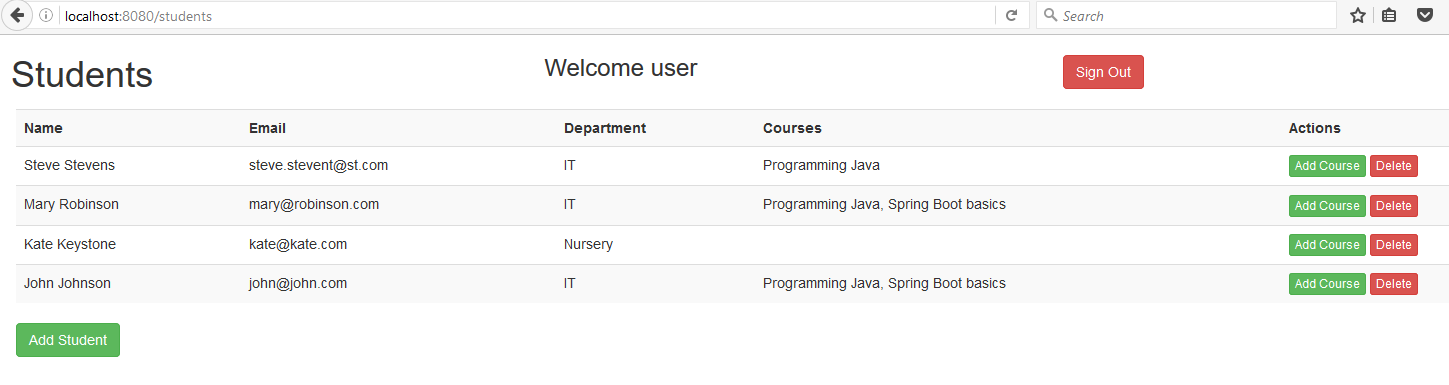 localhost:8080/students
Search
Students
Welcome user
Sign Out
Name Email Department Courses Actions
Steve Stevens steve.stevent@st.com IT Programming Java Add Course Delete
Mary Robinson mary@robinson.com IT Programming Java, Spring Boot basics Add Course Delete
Kate Keystone kate@kate.com Nursery Add Course Delete
John Johnson john@john.com IT Programming Java, Spring Boot basics Add Course Delete
Add Student